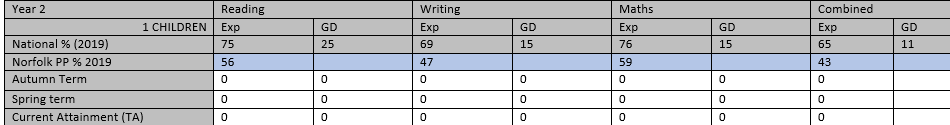 Year 2 Reading Writing Maths Combined
1 CHILDREN Exp GD Exp GD Exp GD Exp GD
National % (2019) 75 25 69 15 76 15 65 11
Norfolk PP % 2019 56 47 59 43
Autumn Term 0 0 0 0 0 0 0
Spring term 0 0 0 0 0 0 0
Current Attainment (TA) 0 0 0 0 0 0 0